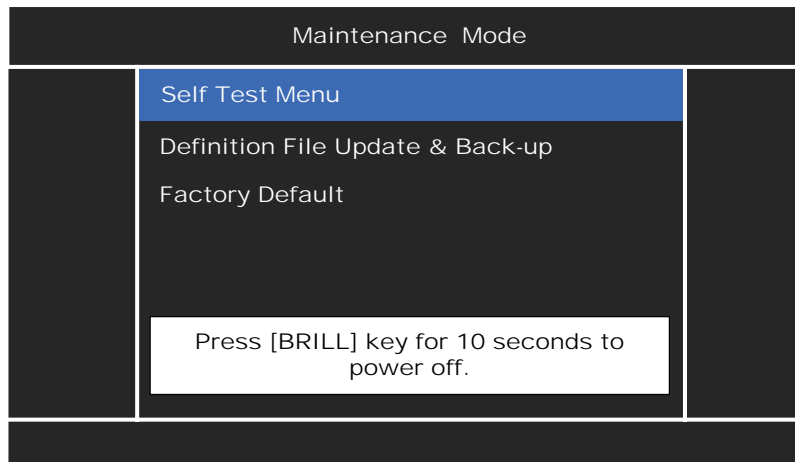 Maintenance Mode
Self Test Menu
Definition File Update & Back-up
Factory Default
Press [BRILL] key for 10 seconds to
power off.